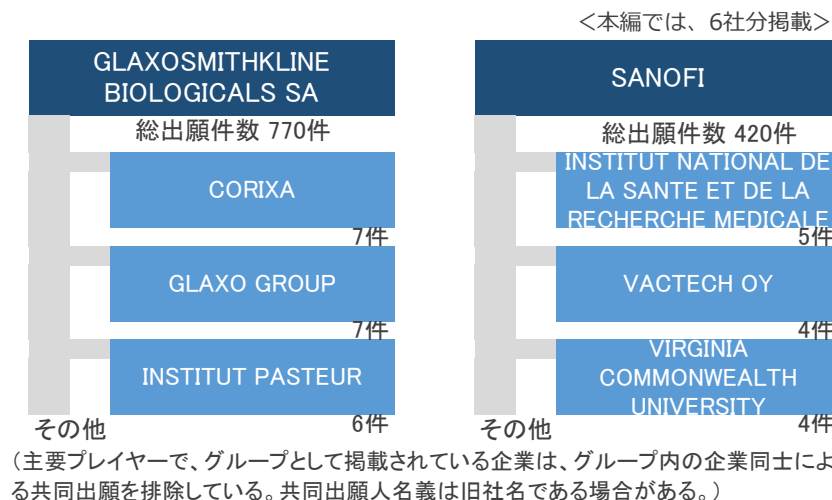 ＜本編では、6社分掲載＞
GLAXOSMITHKLINE
BIOLOGICALS SA
総出願件数 770件
CORIXA
7件
GLAXO GROUP
7件
INSTITUT PASTEUR
6件
その他
SANOFI
総出願件数 420件
INSTITUT NATIONAL DE
LA SANTE ET DE LA
RECHERCHE MEDICALE
5件
VACTECH OY
4件
VIRGINIA
COMMONWEALTH
UNIVERSITY
4件
その他
（主要プレイヤーで、グループとして掲載されている企業は、グループ内の企業同士によ
る共同出願を排除している。共同出願人名義は旧社名である場合がある。）